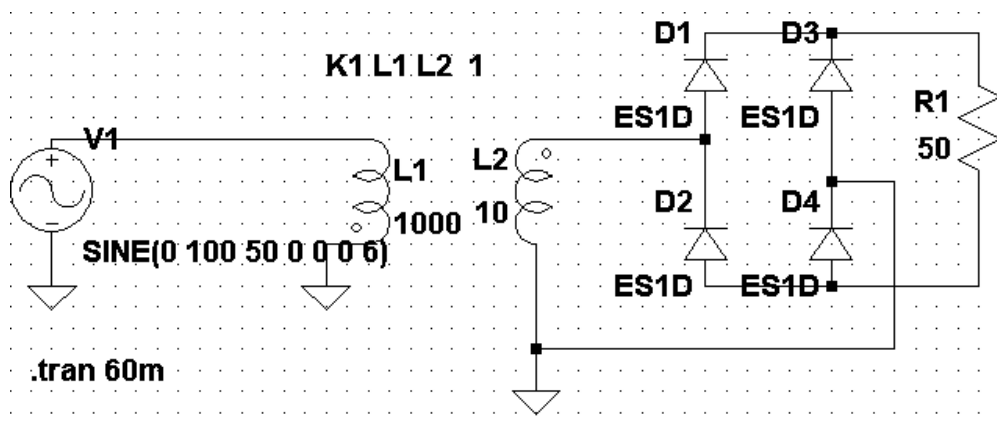 D1
D3
K1 L1 L2 1
ES1D
ES1D
R1
50
V1
L1
1000
L2
10
D2
D4
SINE(0 100 50 0 0 0 6)
ES1D
ES1D
.tran 60m